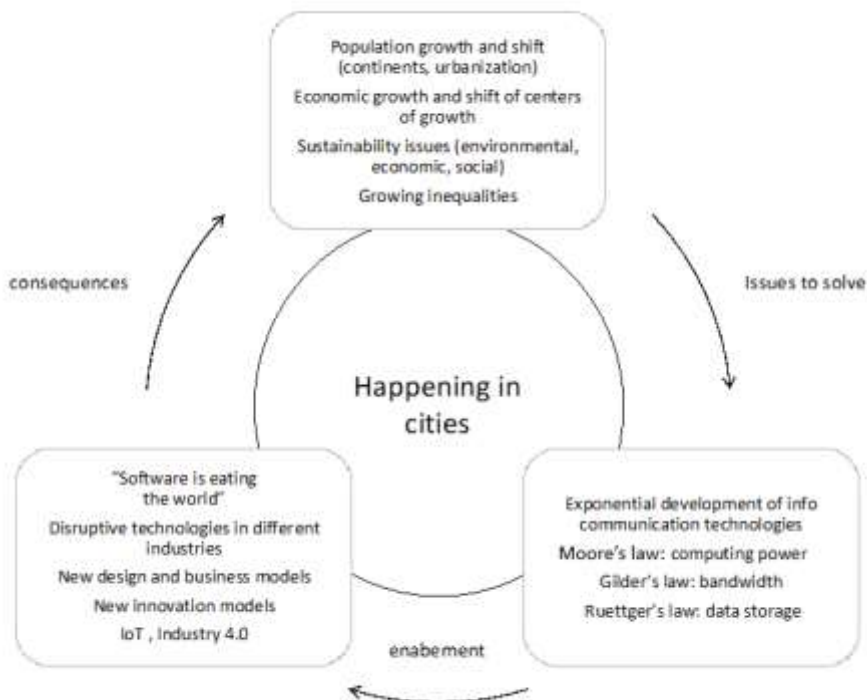 Population growth and shift
(continents, urbanization)
Economic growth and shift of centers
of growth
Sustainability issues (environmental,
economic, social)
Growing inequalities
consequences
Issues to solve
Happening in
cities
"Software is eating
the world"
Disruptive technologies in different
industries
New design and business models
New innovation models
IoT , Industry 4.0
Exponential development of info
communication technologies
Moore's law: computing power
Gilder's law: bandwidth
Ruettger's law: data storage
enabement